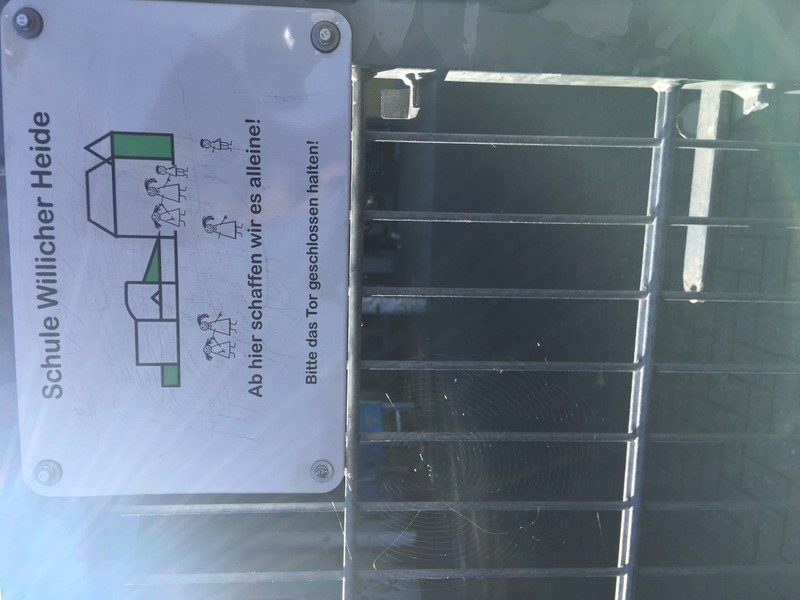 Schule Willicher Heide
Ab hier schaffen wir es alleine!
Bitte das Tor geschlossen halten!